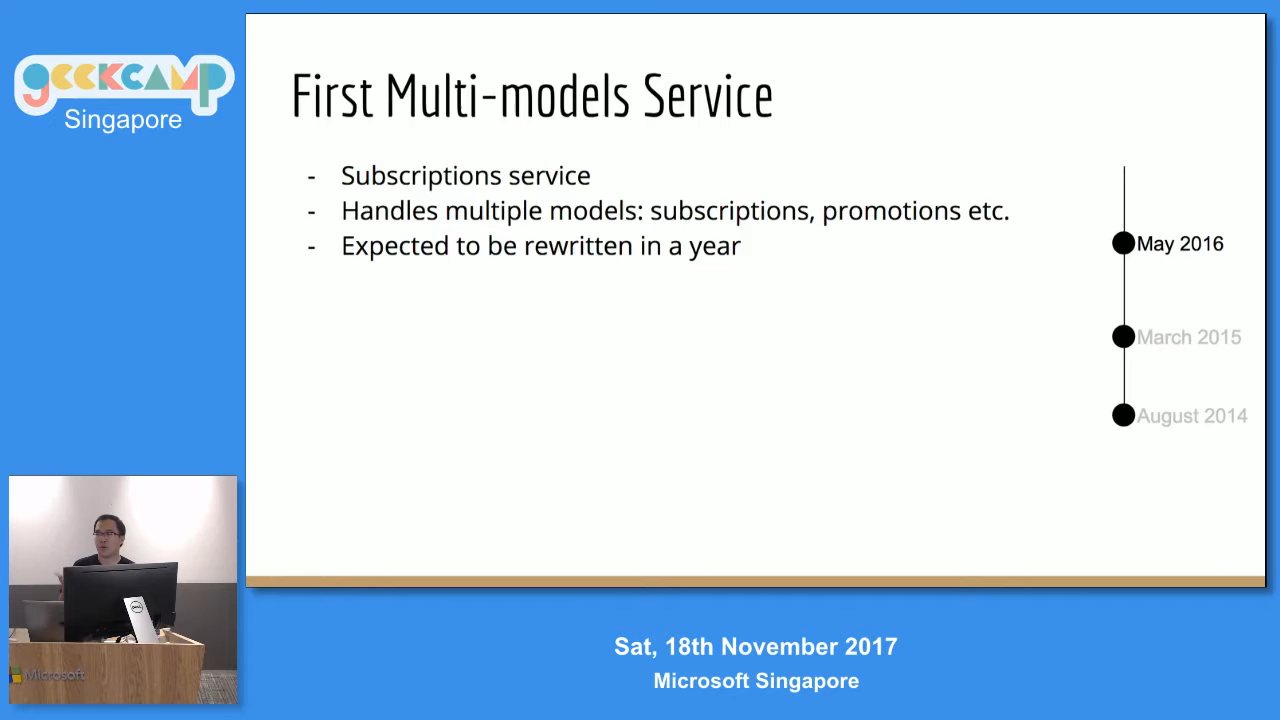 geekcamp
Singapore
First Multi-models Service
- Subscriptions service
- Handles multiple models: subscriptions, promotions etc.
- Expected to be rewritten in a year
May 2016
March 2015
August 2014
DELL
Microsoft
Sat, 18th November 2017
Microsoft Singapore